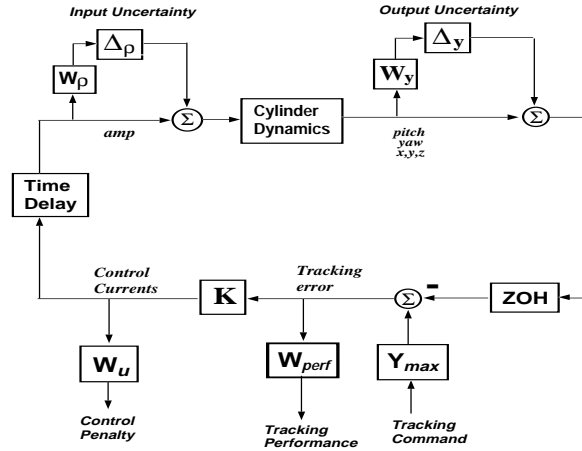 Input Uncertainty
Output Uncertainty
Δρ
Wρ
Σ
amp
Cylinder
Dynamics
Δy
Wy
Σ
pitch
yaw
x,y,z
Time
Delay
Control
Currents
K
Tracking
error
Σ
-
ZOH
Wu
Wperf
Ymax
Control
Penalty
Tracking
Performance
Tracking
Command